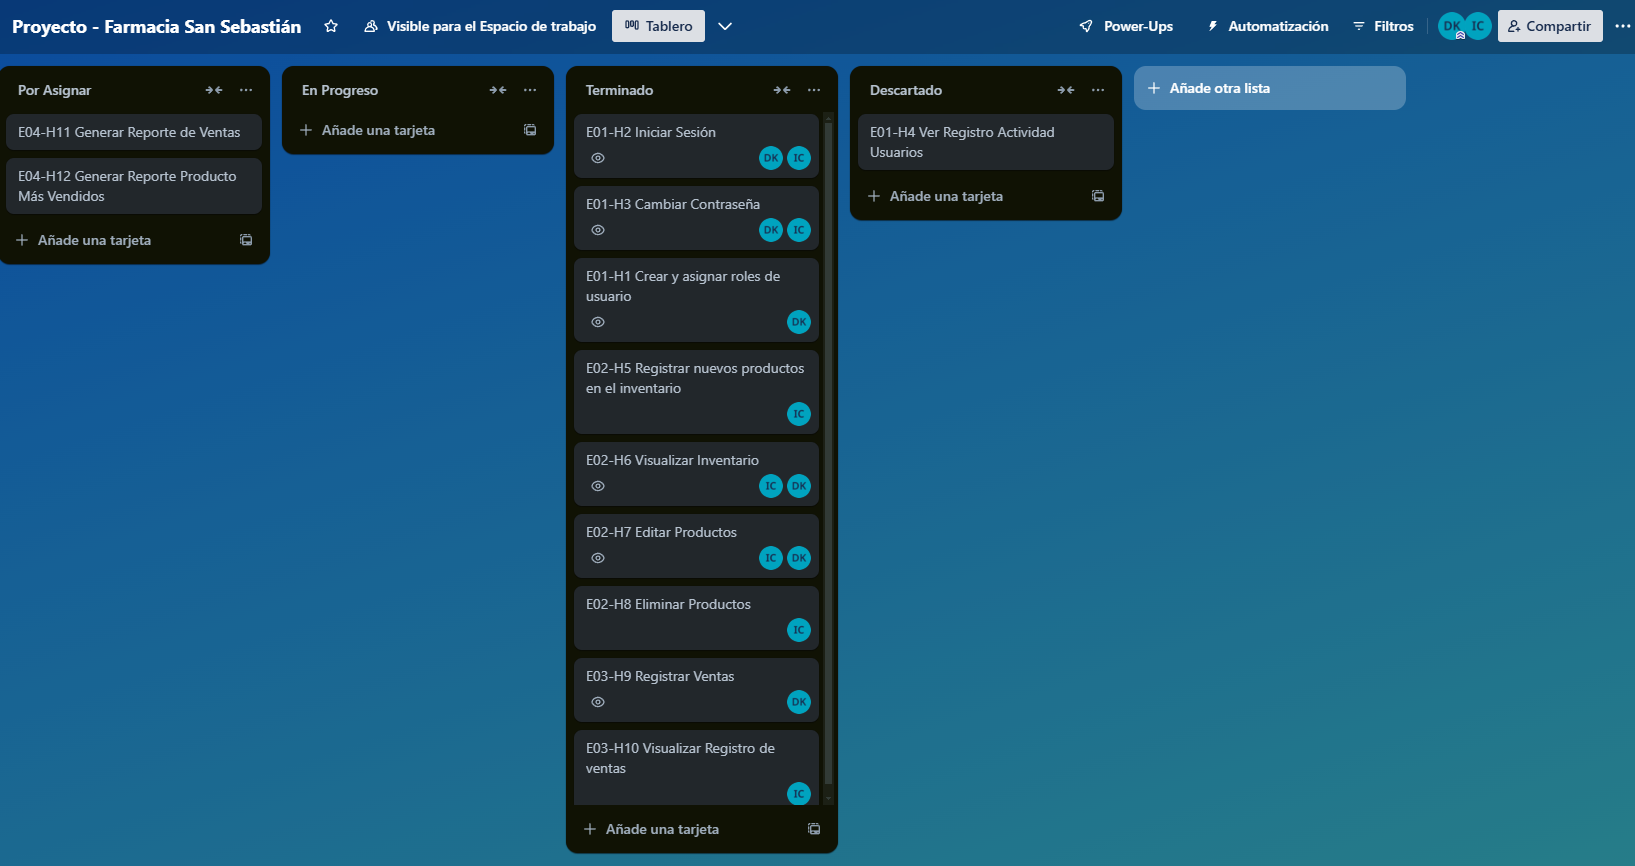 Proyecto - Farmacia San Sebastián
Visible para el Espacio de trabajo
Tablero
Power-Ups
Automatización
Filtros
DK
IC
Compartir
Por Asignar
E04-H11 Generar Reporte de Ventas
E04-H12 Generar Reporte Producto
Más Vendidos
Añade una tarjeta
En Progreso
Añade una tarjeta
Terminado
E01-H2 Iniciar Sesión
DK IC
E01-H3 Cambiar Contraseña
DK IC
E01-H1 Crear y asignar roles de
usuario
DK
E02-H5 Registrar nuevos productos
en el inventario
IC
E02-H6 Visualizar Inventario
IC DK
E02-H7 Editar Productos
IC DK
E02-H8 Eliminar Productos
IC
E03-H9 Registrar Ventas
DK
E03-H10 Visualizar Registro de
ventas
IC
Añade una tarjeta
Descartado
E01-H4 Ver Registro Actividad
Usuarios
Añade una tarjeta
Añade otra lista